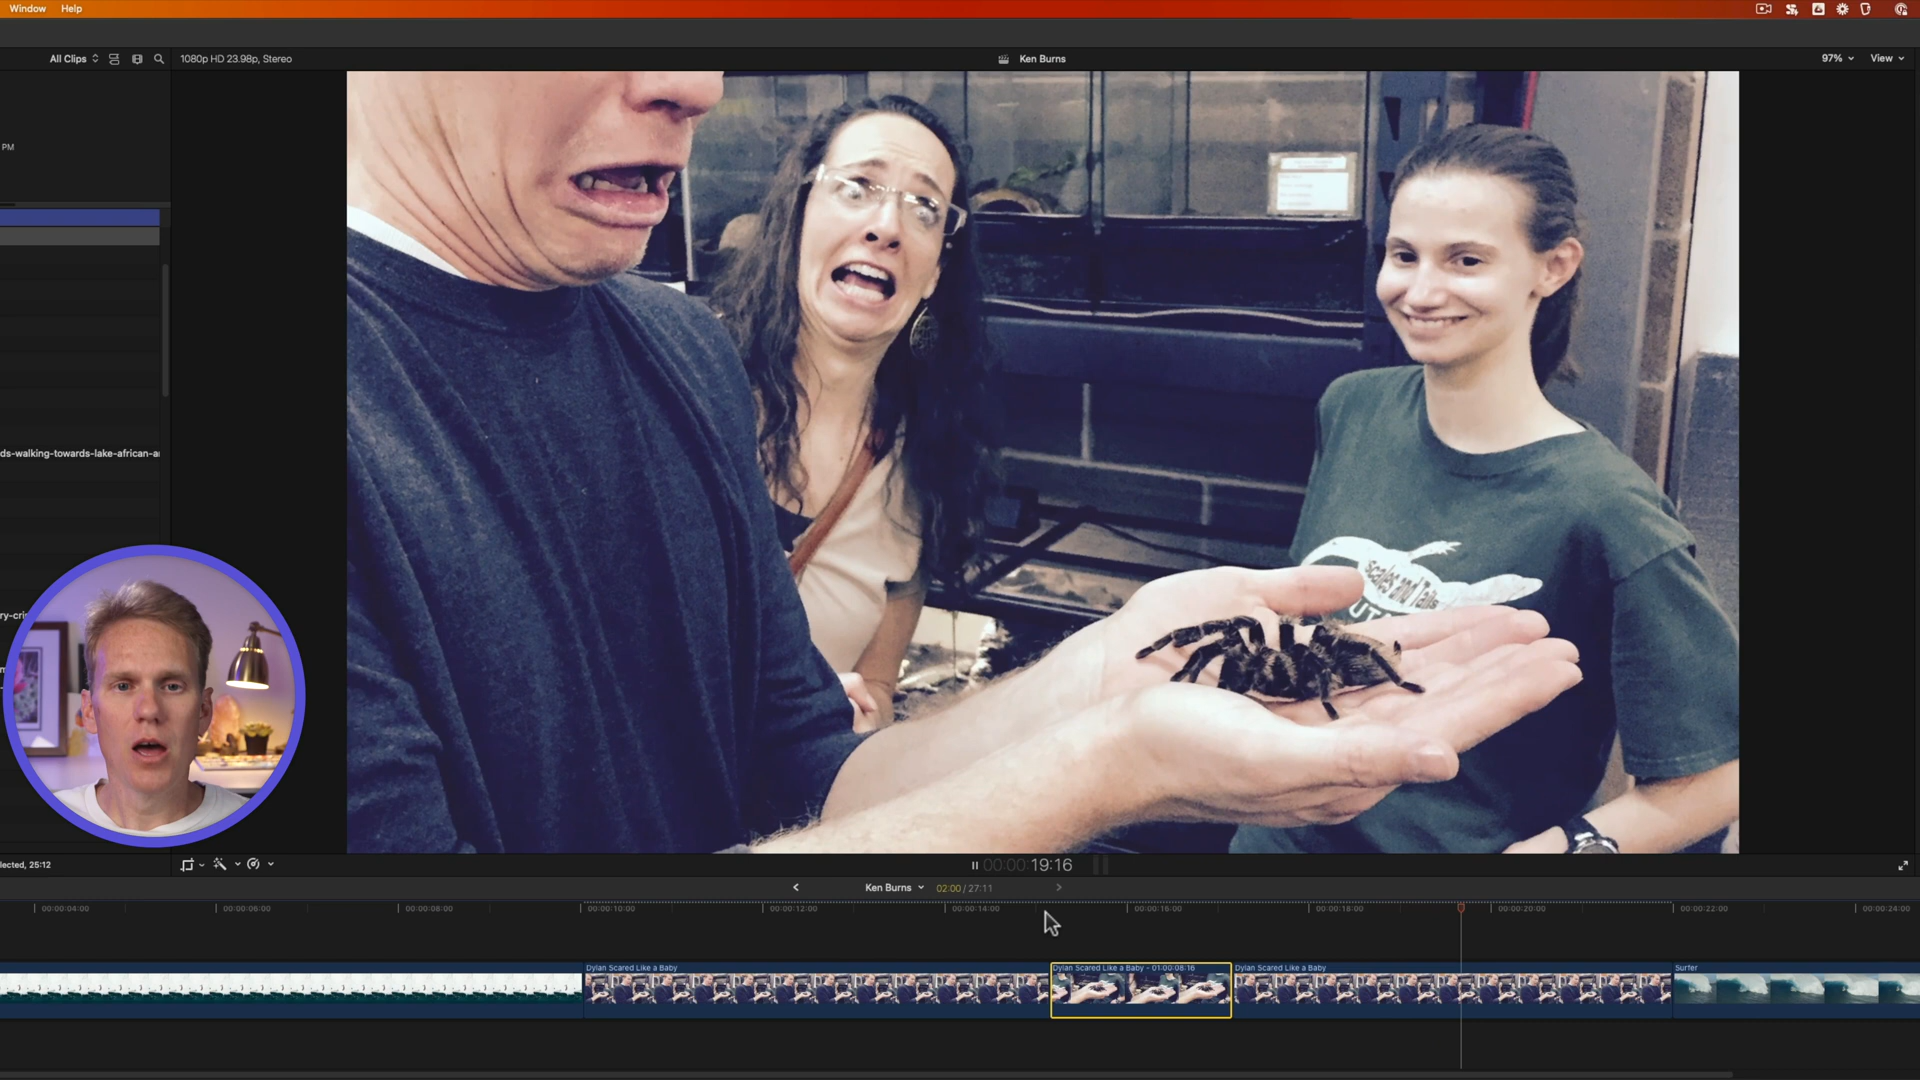 Window Help
All Clips
1080p HD 23.98p, Stereo
Ken Burns
97%
View
PM
ds-walking-towards-lake-african-a
ry-cri
scales and Tails
UT
lected, 25:12
00:00:19:16
Ken Burns
02:00 / 27:11
00:00:04:00
00:00:06:00
00:00:08:00
00:00:10:00
00:00:12:00
00:00:14:00
00:00:16:00
00:00:18:00
00:00:20:00
00:00:22:00
00:00:24:00
Dylan Scared Like a Baby
Dylan Scared Like a Baby - 01:00:08:16
Dylan Scared Like a Baby
Surfer